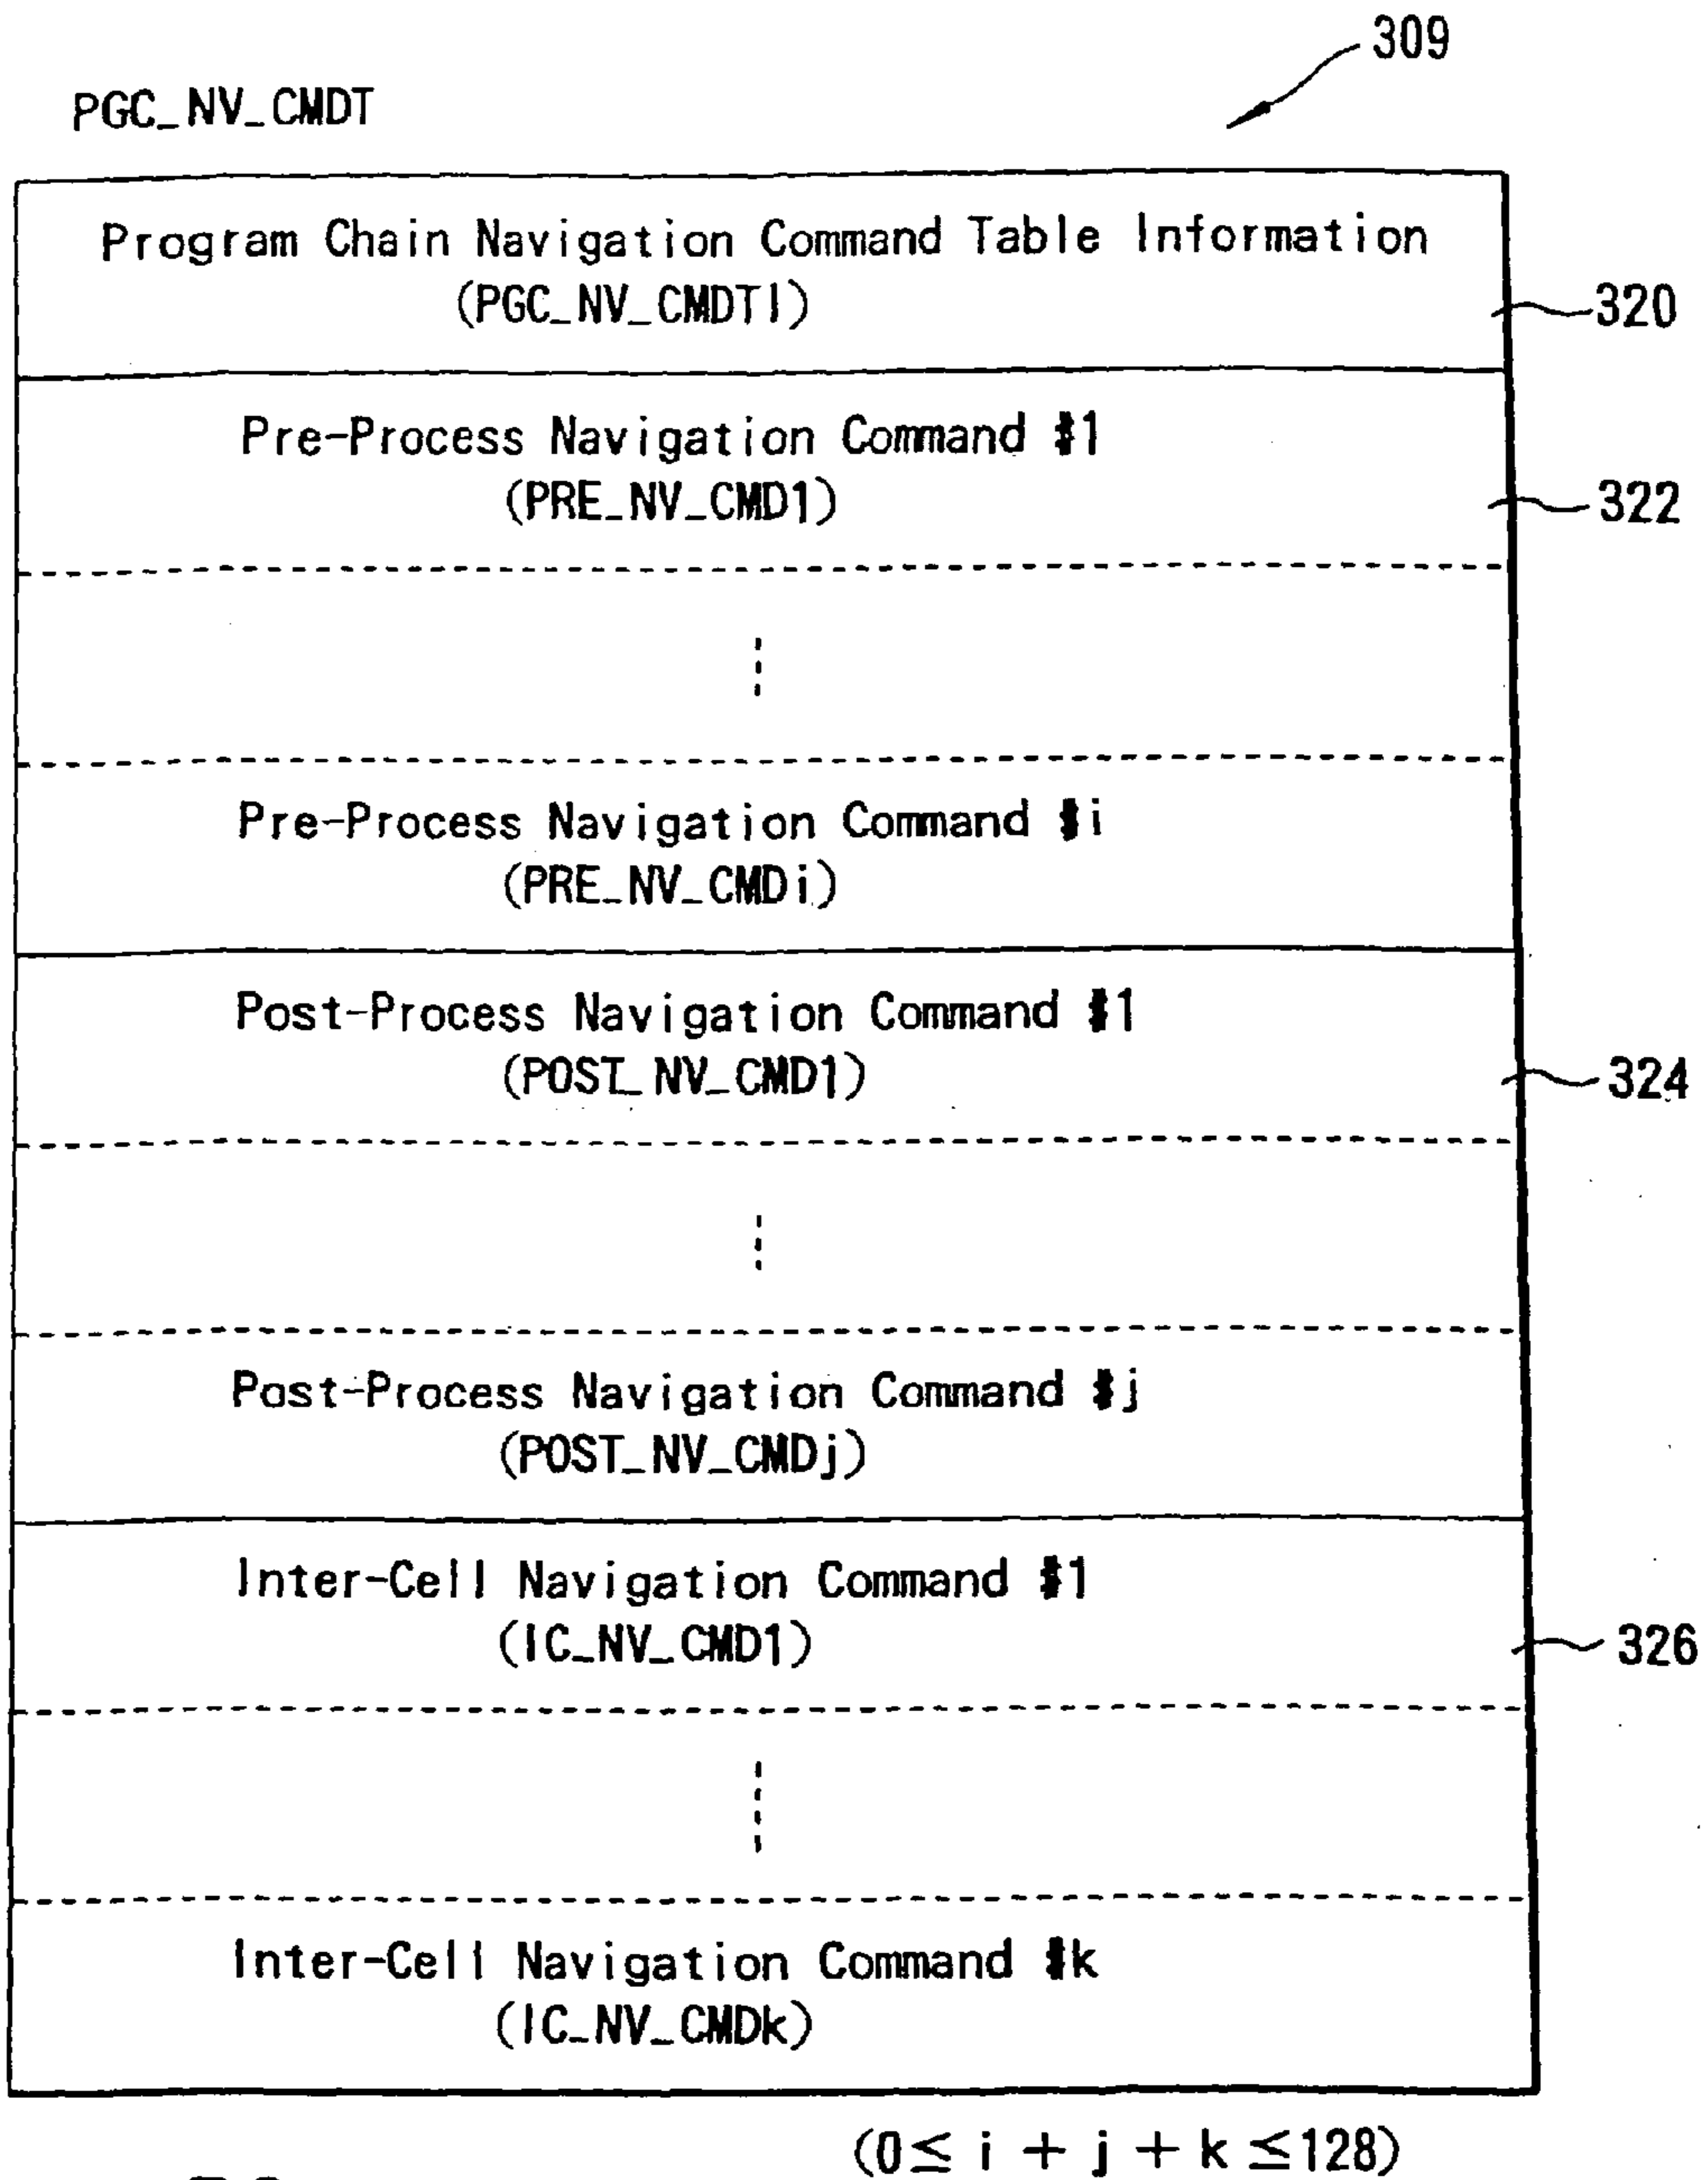 309
PGC_NV_CMDT
Program Chain Navigation Command Table Information
(PGC_NV_CMDTI)
320
Pre-Process Navigation Command #1
(PRE_NV_CMD1)
322
Pre-Process Navigation Command #i
(PRE_NV_CMDi)
Post-Process Navigation Command #1
(POST_NV_CMD1)
324
Post-Process Navigation Command #j
(POST_NV_CMDj)
Inter-Cell Navigation Command #1
(IC_NV_CMD1)
326
Inter-Cell Navigation Command #k
(IC_NV_CMDk)
(0≦ i + j + k ≦128)